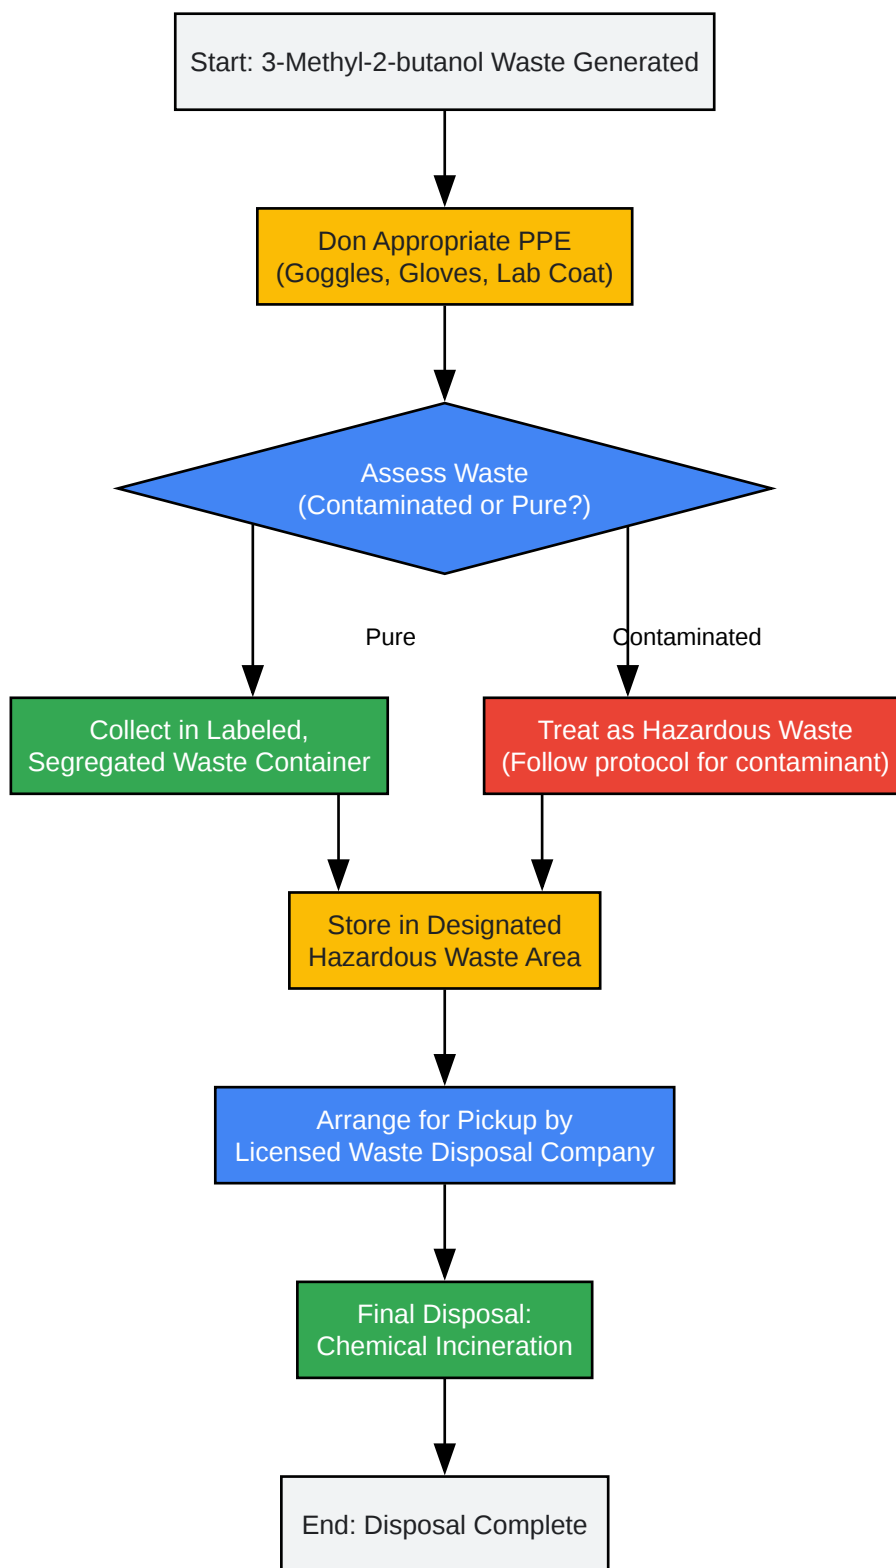 Start: 3-Methyl-2-butanol Waste Generated
Don Appropriate PPE
(Goggles, Gloves, Lab Coat)
Assess Waste
(Contaminated or Pure?)
Pure
Contaminated
Collect in Labeled,
Segregated Waste Container
Treat as Hazardous Waste
(Follow protocol for contaminant)
Store in Designated
Hazardous Waste Area
Arrange for Pickup by
Licensed Waste Disposal Company
Final Disposal:
Chemical Incineration
End: Disposal Complete